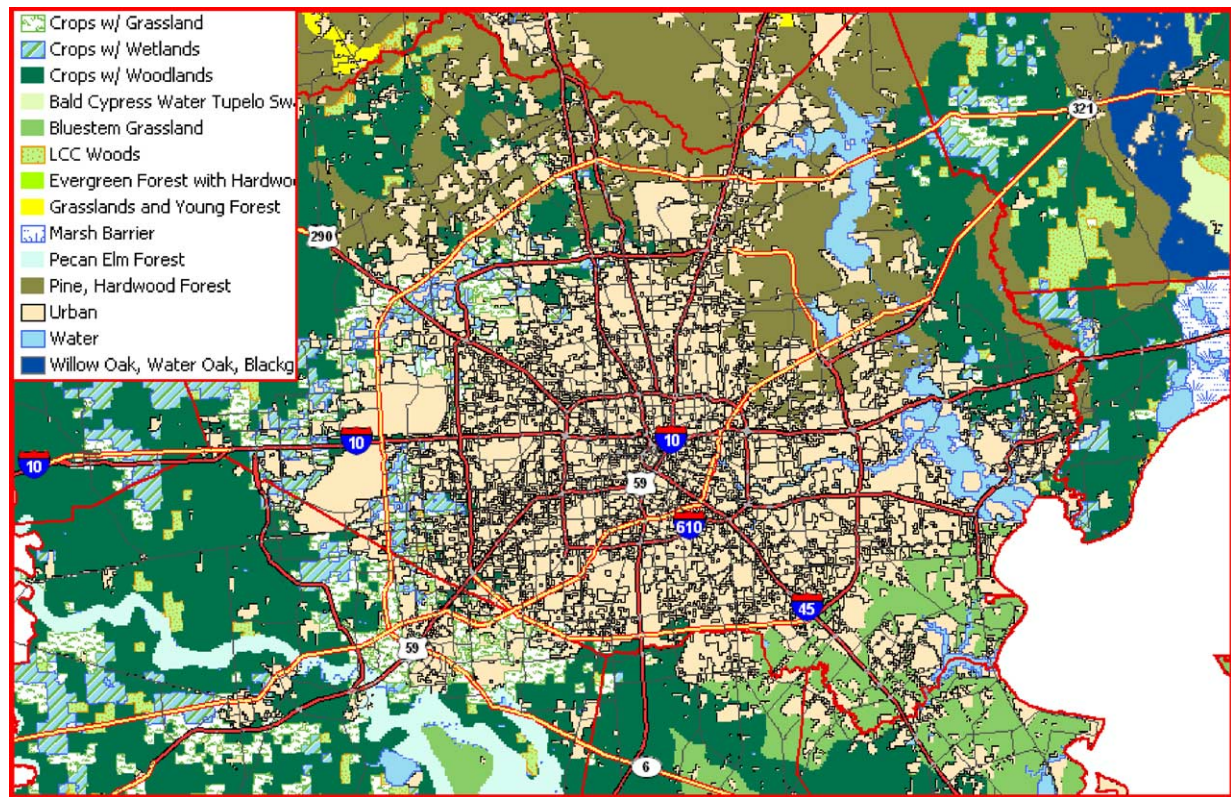 Crops w/ Grassland
Crops w/ Wetlands
Crops w/ Woodlands
Bald Cypress Water Tupelo Sw
Bluestem Grassland
LCC Woods
Evergreen Forest with Hardwo
Grasslands and Young Forest
Marsh Barrier
Pecan Elm Forest
Pine, Hardwood Forest
Urban
Water
Willow Oak, Water Oak, Blackg
321
290
10
10
10
59
610
45
59
6